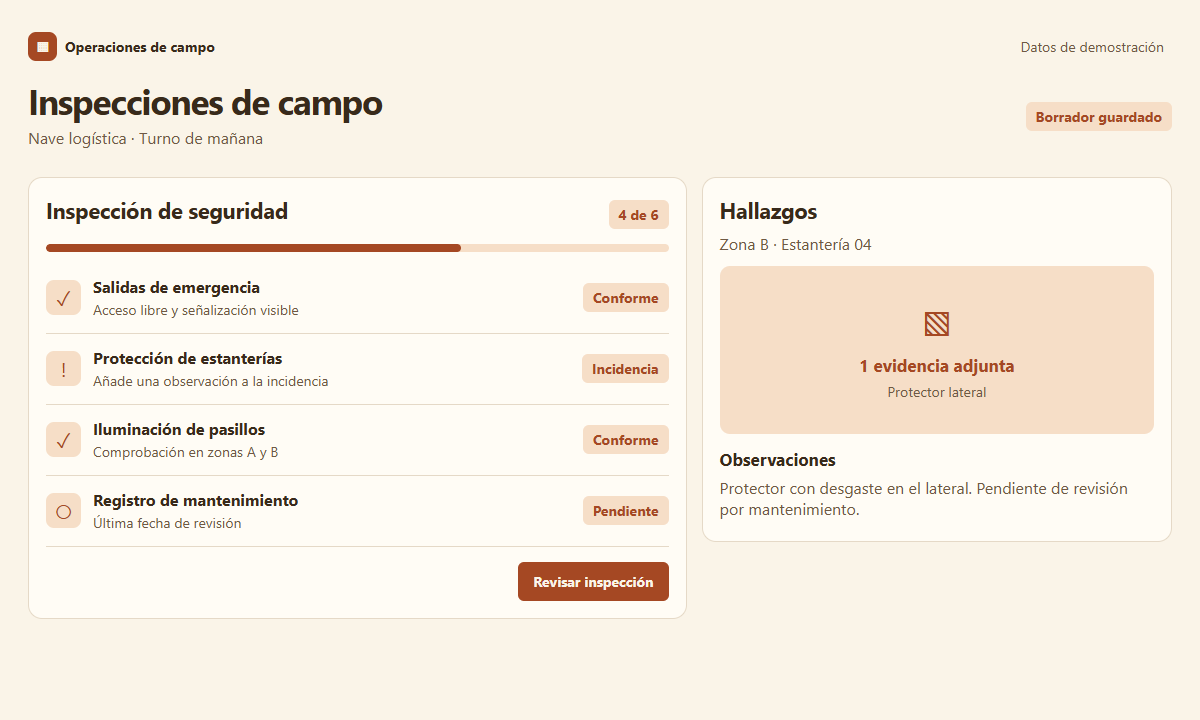 Operaciones de campo
Datos de demostración
Inspecciones de campo
Nave logística · Turno de mañana
Borrador guardado
Inspección de seguridad
4 de 6
Salidas de emergencia
Acceso libre y señalización visible
Conforme
!
Protección de estanterías
Añade una observación a la incidencia
Incidencia
Iluminación de pasillos
Comprobación en zonas A y B
Conforme
Registro de mantenimiento
Última fecha de revisión
Pendiente
Revisar inspección
Hallazgos
Zona B · Estantería 04
1 evidencia adjunta
Protector lateral
Observaciones
Protector con desgaste en el lateral. Pendiente de revisión
por mantenimiento.